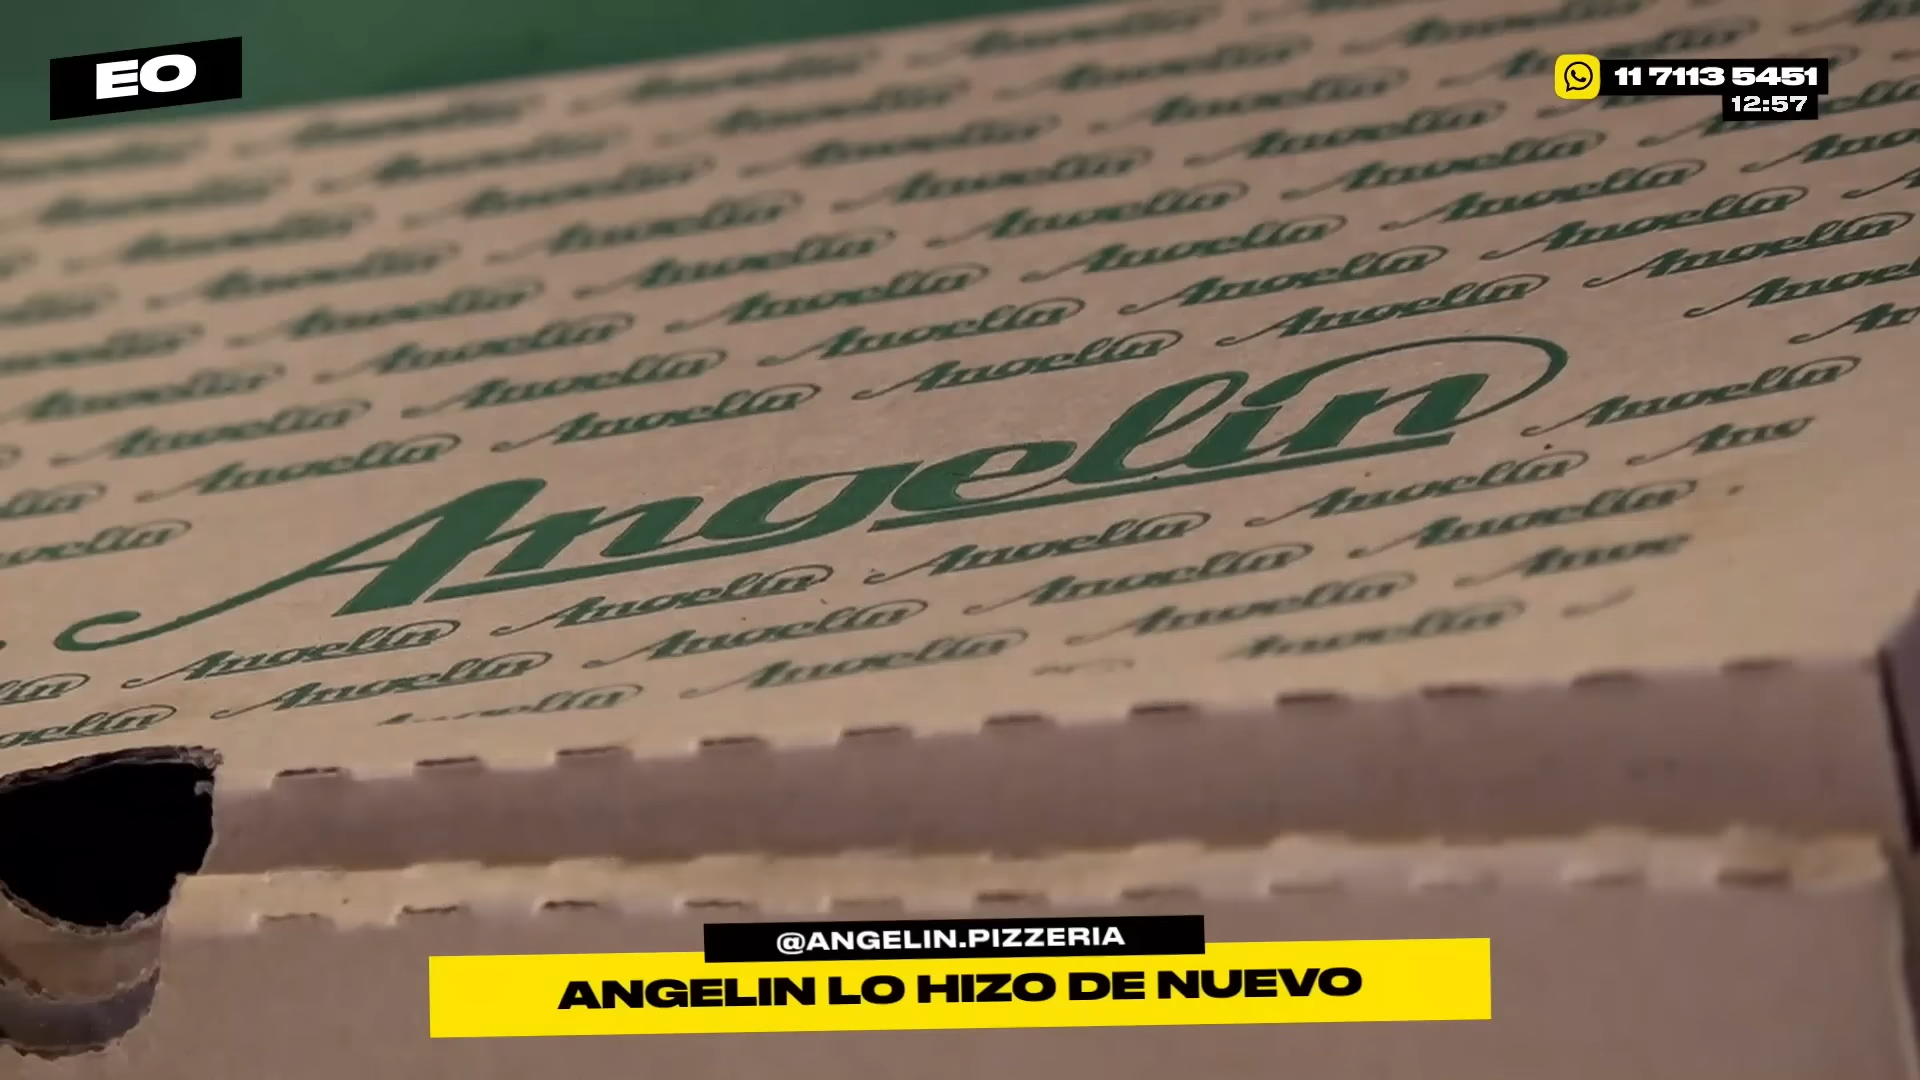 EO
11 7113 5451
12:57
Angelin
@ANGELIN.PIZZERIA
ANGELIN LO HIZO DE NUEVO